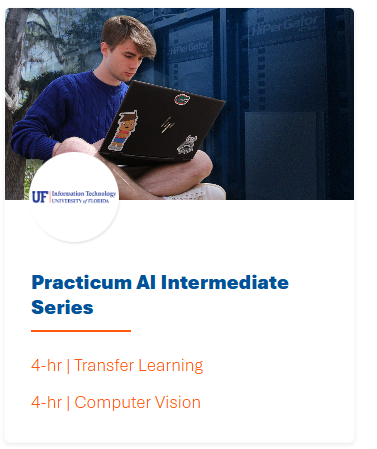 HiPerGator
HiPerGator
hp
UF Information Technology
UNIVERSITY of FLORIDA
Practicum AI Intermediate
Series
4-hr | Transfer Learning
4-hr | Computer Vision